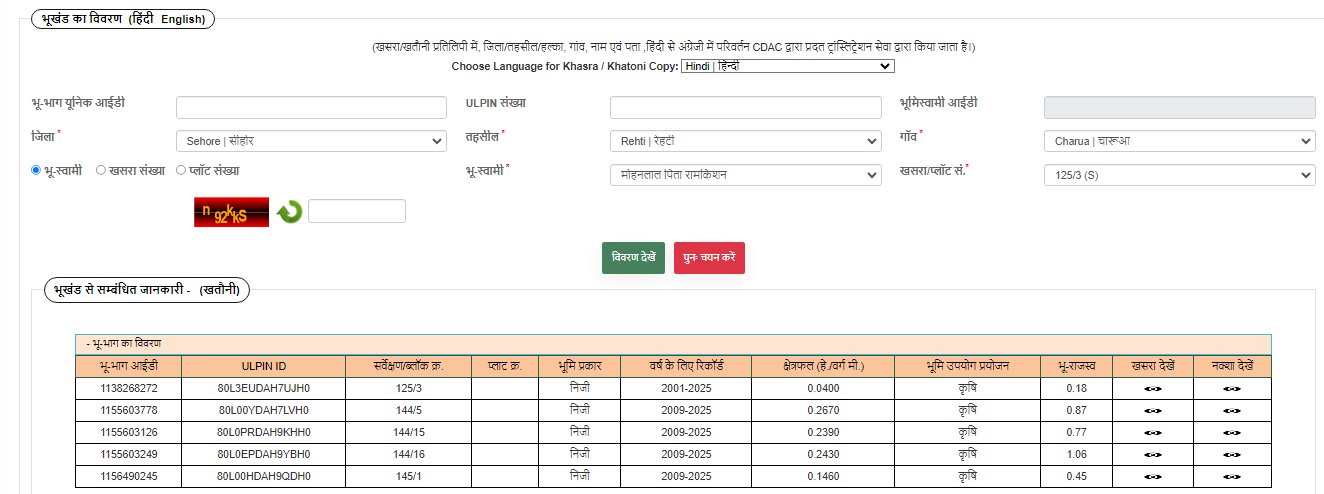 भूखंड का विवरण (हिंदी English)
(खसरा/खतौनी प्रतिलिपी में, जिला/तहसील/हल्का, गांव, नाम एवं पता ,हिंदी से अंग्रेजी में परिवर्तन CDAC द्वारा प्रदत ट्रांस्लिट्रेशन सेवा द्वारा किया जाता है।)
Choose Language for Khasra / Khatoni Copy: Hindi | हिन्दी
भू-भाग यूनिक आईडी ULPIN संख्या भूमिस्वामी आईडी
जिला * Sehore | सीहोर तहसील * Rehti | रेहटी गॉव * Charua | चारूआ
भू-स्वामी खसरा संख्या प्लॉट संख्या भू-स्वामी * मोहनलाल पिता रामकिशन खसरा/प्लॉट सं.* 125/3 (S)
n 92kkS
विवरण देखें पुनः चयन करें
भूखंड से सम्बंधित जानकारी - (खतौनी)
- भू-भाग का विवरण
भू-भाग आईडी ULPIN ID सर्वेक्षण/ब्लॉक क्र. प्लाट क्र. भूमि प्रकार वर्ष के लिए रिकॉर्ड क्षेत्रफल (हे./वर्ग मी.) भूमि उपयोग प्रयोजन भू-राजस्व खसरा देखें नक्शा देखें
1138268272 80L3EUDAH7UJH0 125/3 निजी 2001-2025 0.0400 कृषि 0.18
1155603778 80L00YDAH7LVH0 144/5 निजी 2009-2025 0.2670 कृषि 0.87
1155603126 80L0PRDAH9KHH0 144/15 निजी 2009-2025 0.2390 कृषि 0.77
1155603249 80L0EPDAH9YBH0 144/16 निजी 2009-2025 0.2430 कृषि 1.06
1156490245 80L00HDAH9QDH0 145/1 निजी 2009-2025 0.1460 कृषि 0.45